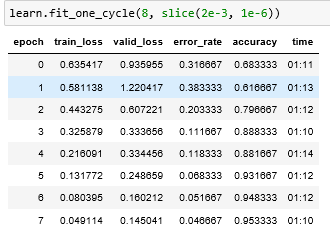 learn.fit_one_cycle(8, slice(2e-3, 1e-6))
epoch train_loss valid_loss error_rate accuracy time
0 0.635417 0.935955 0.316667 0.683333 01:11
1 0.581138 1.220417 0.383333 0.616667 01:13
2 0.443275 0.607221 0.203333 0.796667 01:12
3 0.325879 0.333656 0.111667 0.888333 01:10
4 0.216091 0.334456 0.118333 0.881667 01:14
5 0.131772 0.248659 0.068333 0.931667 01:12
6 0.080395 0.160212 0.051667 0.948333 01:12
7 0.049114 0.145041 0.046667 0.953333 01:10